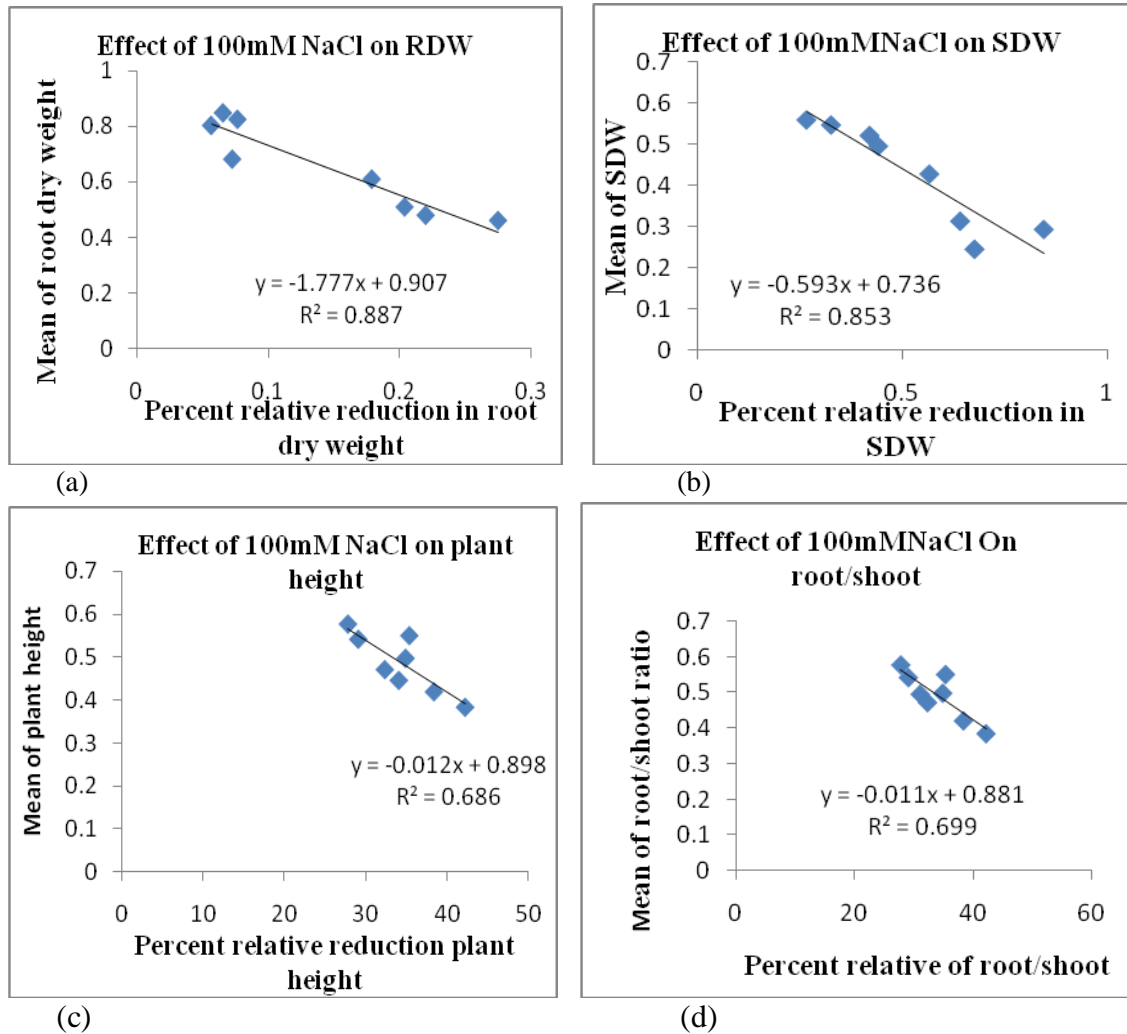 Effect of 100mM NaCl on RDW
Mean of root dry weight
1
0.8
0.6
0.4
0.2
0
y = -1.777x + 0.907
R² = 0.887
0 0.1 0.2 0.3
Percent relative reduction in root
dry weight
(a)
Effect of 100mMNaCl on SDW
Mean of SDW
0.7
0.6
0.5
0.4
0.3
0.2
0.1
0
y = -0.593x + 0.736
R² = 0.853
0 0.5 1
Percent relative reduction in
SDW
(b)
Effect of 100mM NaCl on plant
height
Mean of plant height
0.7
0.6
0.5
0.4
0.3
0.2
0.1
0
y = -0.012x + 0.898
R² = 0.686
0 10 20 30 40 50
Percent relative reduction plant
height
(c)
Effect of 100mMNaCl On
root/shoot
Mean of root/shoot ratio
0.7
0.6
0.5
0.4
0.3
0.2
0.1
0
y = -0.011x + 0.881
R² = 0.699
0 20 40 60
Percent relative of root/shoot
(d)